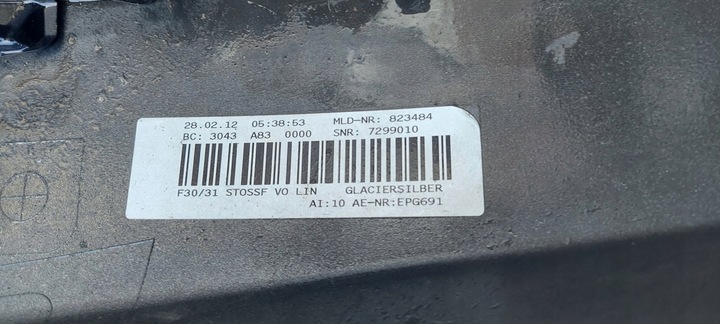 28.02.12 05:38:53 MLD-NR: 823484
BC: 3043 A83 0000 SNR: 7299010
F30/31 STOSSF VO LIN GLACIERSILBER
AI:10 AE-NR:EPG691